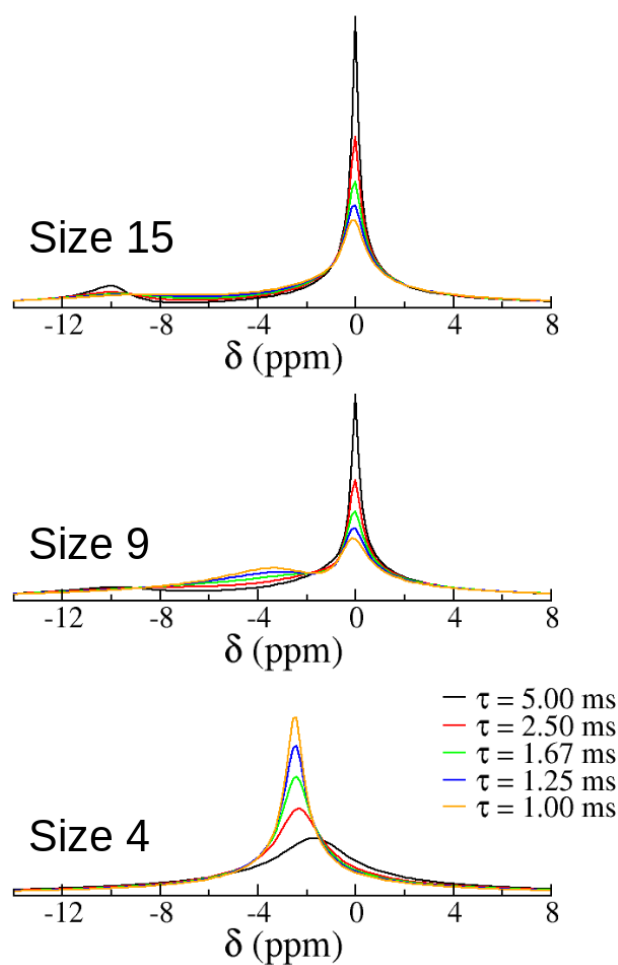 Size 15
-12 -8 -4 0 4 8
δ (ppm)
Size 9
-12 -8 -4 0 4 8
δ (ppm)
τ = 5.00 ms
τ = 2.50 ms
τ = 1.67 ms
τ = 1.25 ms
τ = 1.00 ms
Size 4
-12 -8 -4 0 4 8
δ (ppm)